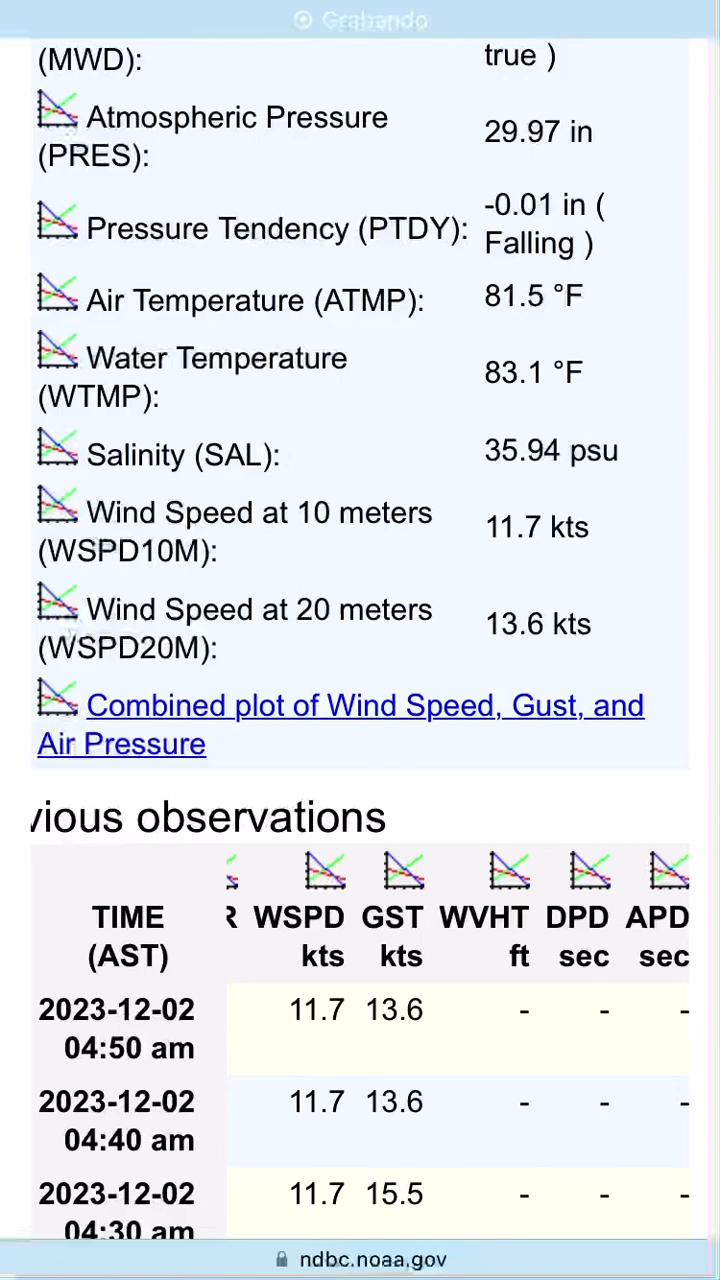 Grabando
(MWD):
true )
Atmospheric Pressure
(PRES):
29.97 in
Pressure Tendency (PTDY):
-0.01 in (
Falling )
Air Temperature (ATMP):
81.5 °F
Water Temperature
(WTMP):
83.1 °F
Salinity (SAL):
35.94 psu
Wind Speed at 10 meters
(WSPD10M):
11.7 kts
Wind Speed at 20 meters
(WSPD20M):
13.6 kts
Combined plot of Wind Speed, Gust, and
Air Pressure
vious observations
TIME
(AST)
R WSPD GST WVHT DPD APD
kts kts ft sec sec
2023-12-02
04:50 am
11.7 13.6 - - -
2023-12-02
04:40 am
11.7 13.6 - - -
2023-12-02
04:30 am
11.7 15.5 - - -
ndbc.noaa.gov